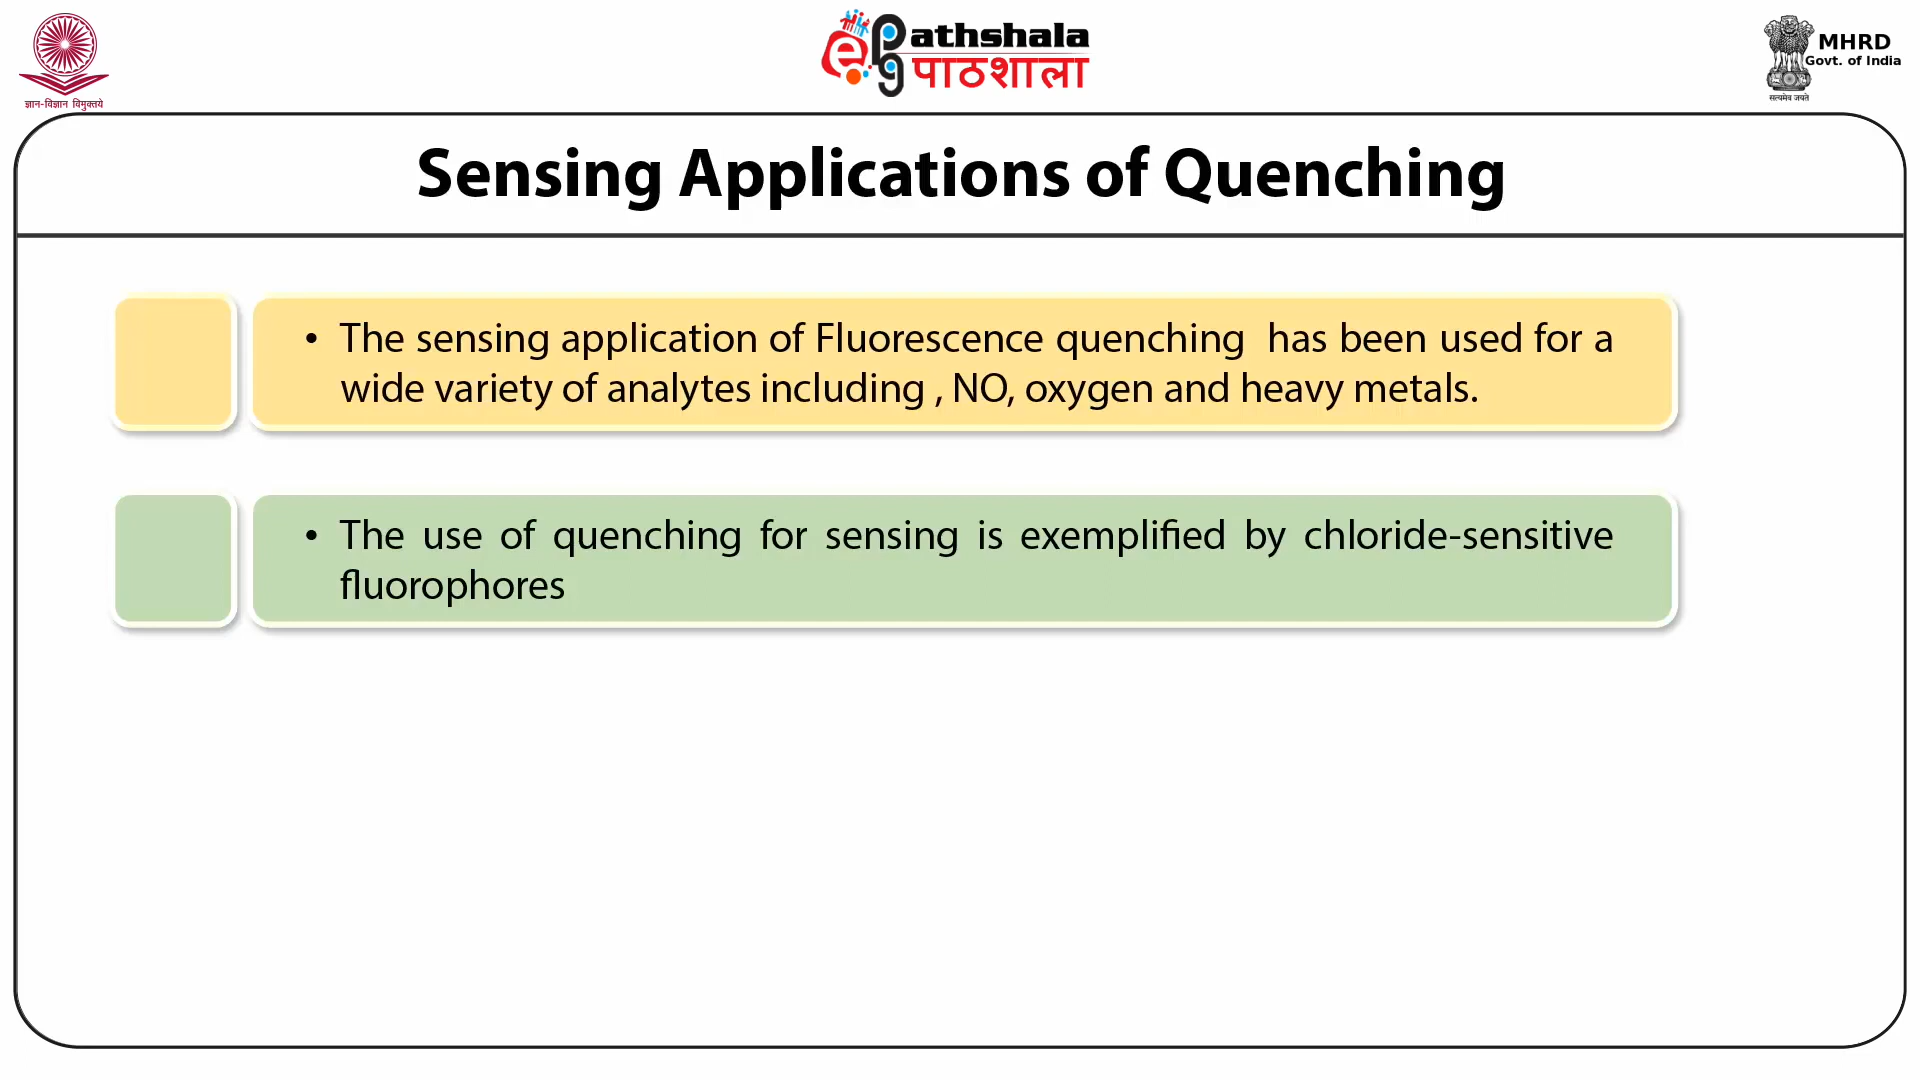 ज्ञान-विज्ञान विमुक्तये
e pg athshala
पाठशाला
MHRD
Govt. of India
सत्यमेव जयते
Sensing Applications of Quenching
• The sensing application of Fluorescence quenching has been used for a
wide variety of analytes including , NO, oxygen and heavy metals.
• The use of quenching for sensing is exemplified by chloride-sensitive
fluorophores